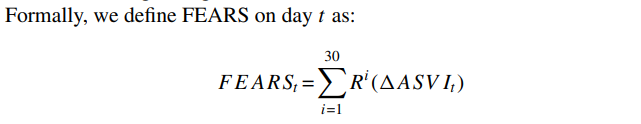 Formally, we define FEARS on day t as:
30
FEARS_t = ∑ R^i(ΔASVI_t)
i=1